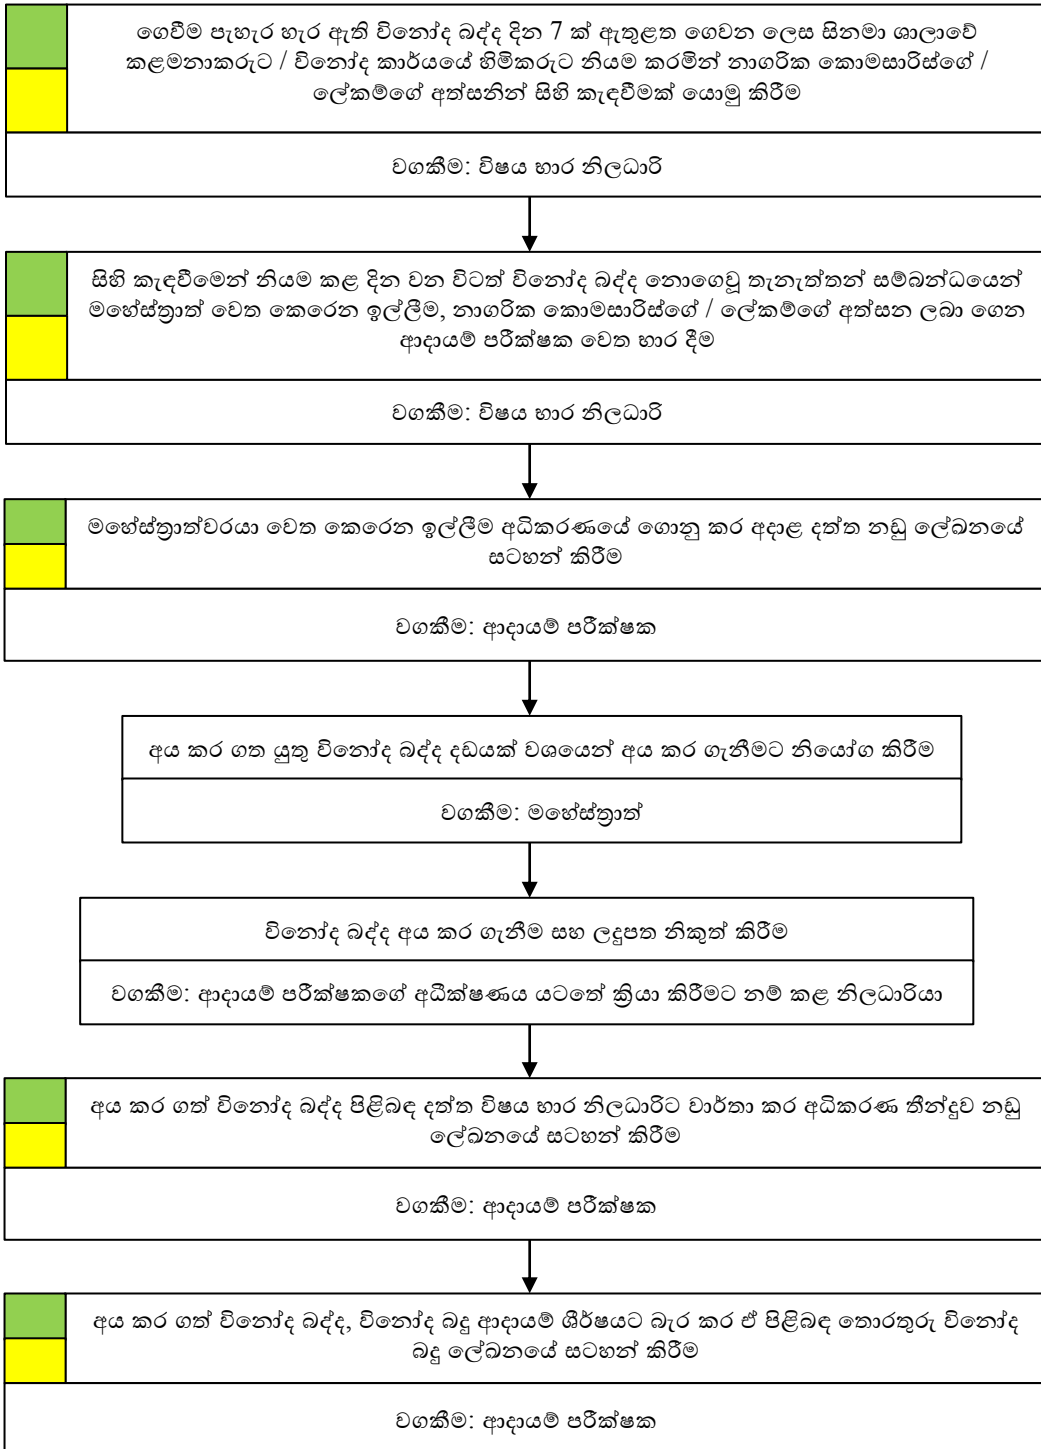 ගෙවීම පැහැර හැර ඇති විනෝද බද්ද දින 7 ක් ඇතුළත ගෙවන ලෙස සිනමා ශාලාවේ
කළමනාකරුට / විනෝද කාර්යයේ හිමිකරුට නියම කරමින් නාගරික කොමසාරිස්ගේ /
ලේකම්ගේ අත්සනින් සිහි කැඳවීමක් යොමු කිරීම
වගකීම: විෂය භාර නිලධාරි
සිහි කැඳවීමෙන් නියම කළ දින වන විටත් විනෝද බද්ද නොගෙවූ තැනැත්තන් සම්බන්ධයෙන්
මහේස්ත්‍රාත් වෙත කෙරෙන ඉල්ලීම, නාගරික කොමසාරිස්ගේ / ලේකම්ගේ අත්සන ලබා ගෙන
ආදායම් පරීක්ෂක වෙත භාර දීම
වගකීම: විෂය භාර නිලධාරි
මහේස්ත්‍රාත්වරයා වෙත කෙරෙන ඉල්ලීම අධිකරණයේ ගොනු කර අදාළ දත්ත නඩු ලේඛනයේ
සටහන් කිරීම
වගකීම: ආදායම් පරීක්ෂක
අය කර ගත යුතු විනෝද බද්ද දඩයක් වශයෙන් අය කර ගැනීමට නියෝග කිරීම
වගකීම: මහේස්ත්‍රාත්
විනෝද බද්ද අය කර ගැනීම සහ ලදුපත නිකුත් කිරීම
වගකීම: ආදායම් පරීක්ෂකගේ අධීක්ෂණය යටතේ ක්‍රියා කිරීමට නම් කළ නිලධාරියා
අය කර ගත් විනෝද බද්ද පිළිබඳ දත්ත විෂය භාර නිලධාරිට වාර්තා කර අධිකරණ තීන්දුව නඩු
ලේඛනයේ සටහන් කිරීම
වගකීම: ආදායම් පරීක්ෂක
අය කර ගත් විනෝද බද්ද, විනෝද බදු ආදායම් ශීර්ෂයට බැර කර ඒ පිළිබඳ තොරතුරු විනෝද
බදු ලේඛනයේ සටහන් කිරීම
වගකීම: ආදායම් පරීක්ෂක